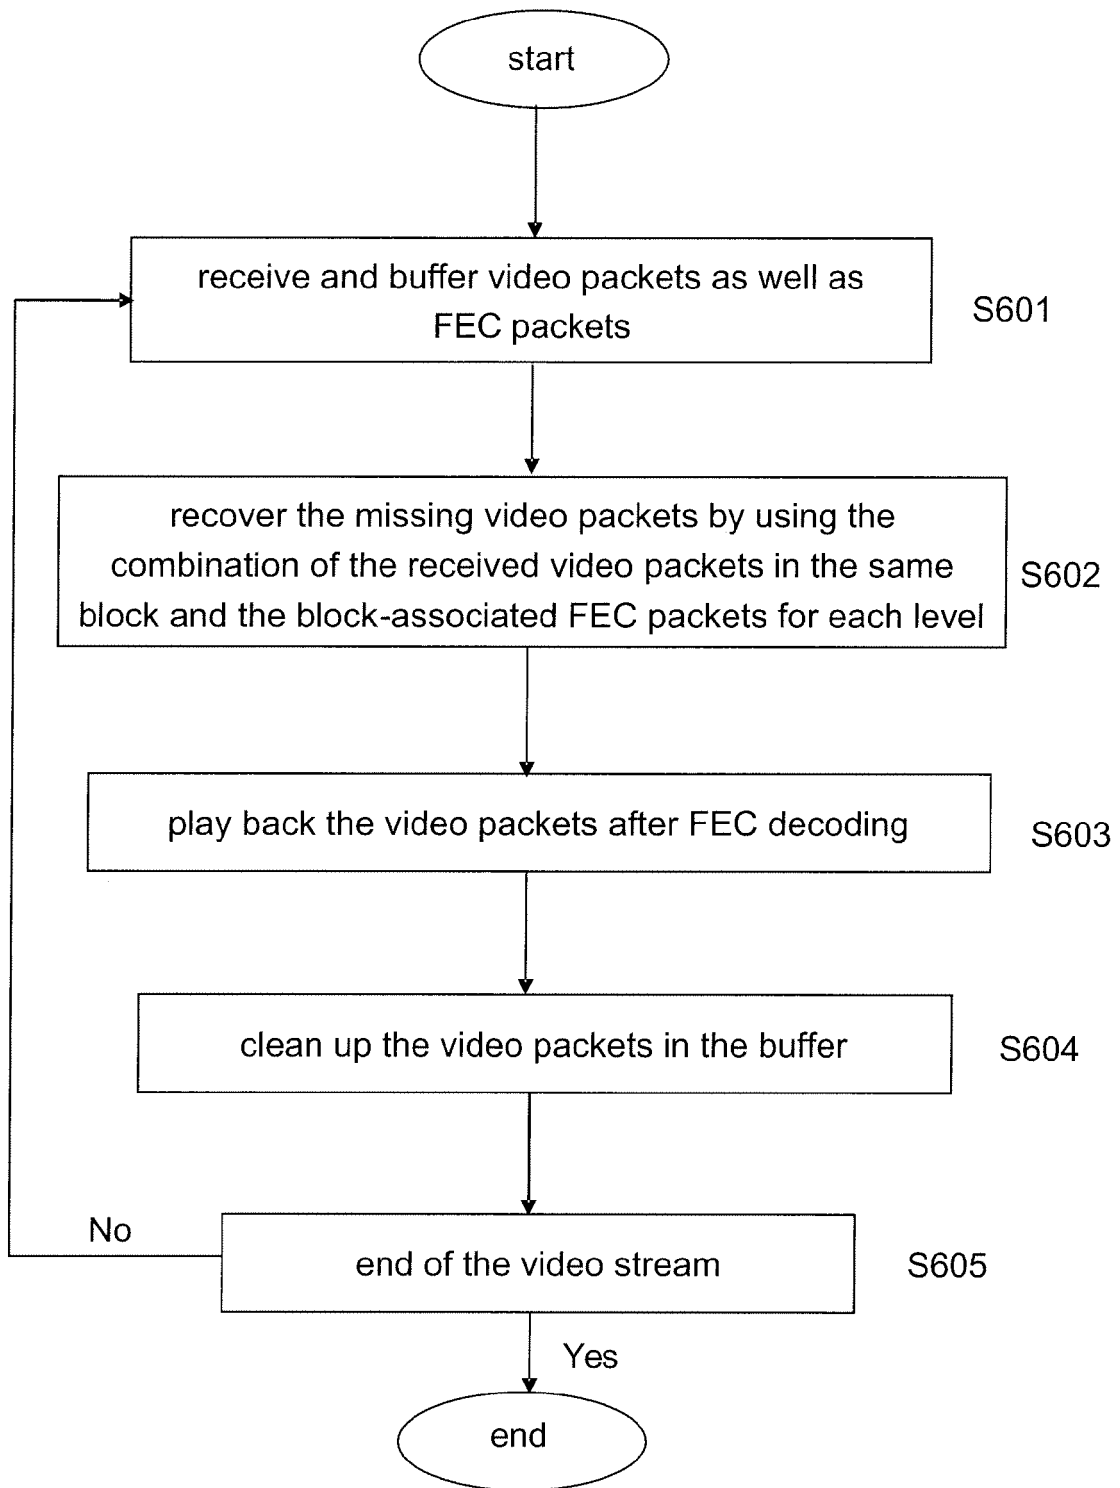 start
receive and buffer video packets as well as
FEC packets
S601
recover the missing video packets by using the
combination of the received video packets in the same
block and the block-associated FEC packets for each level
S602
play back the video packets after FEC decoding
S603
clean up the video packets in the buffer
S604
No
end of the video stream
S605
Yes
end